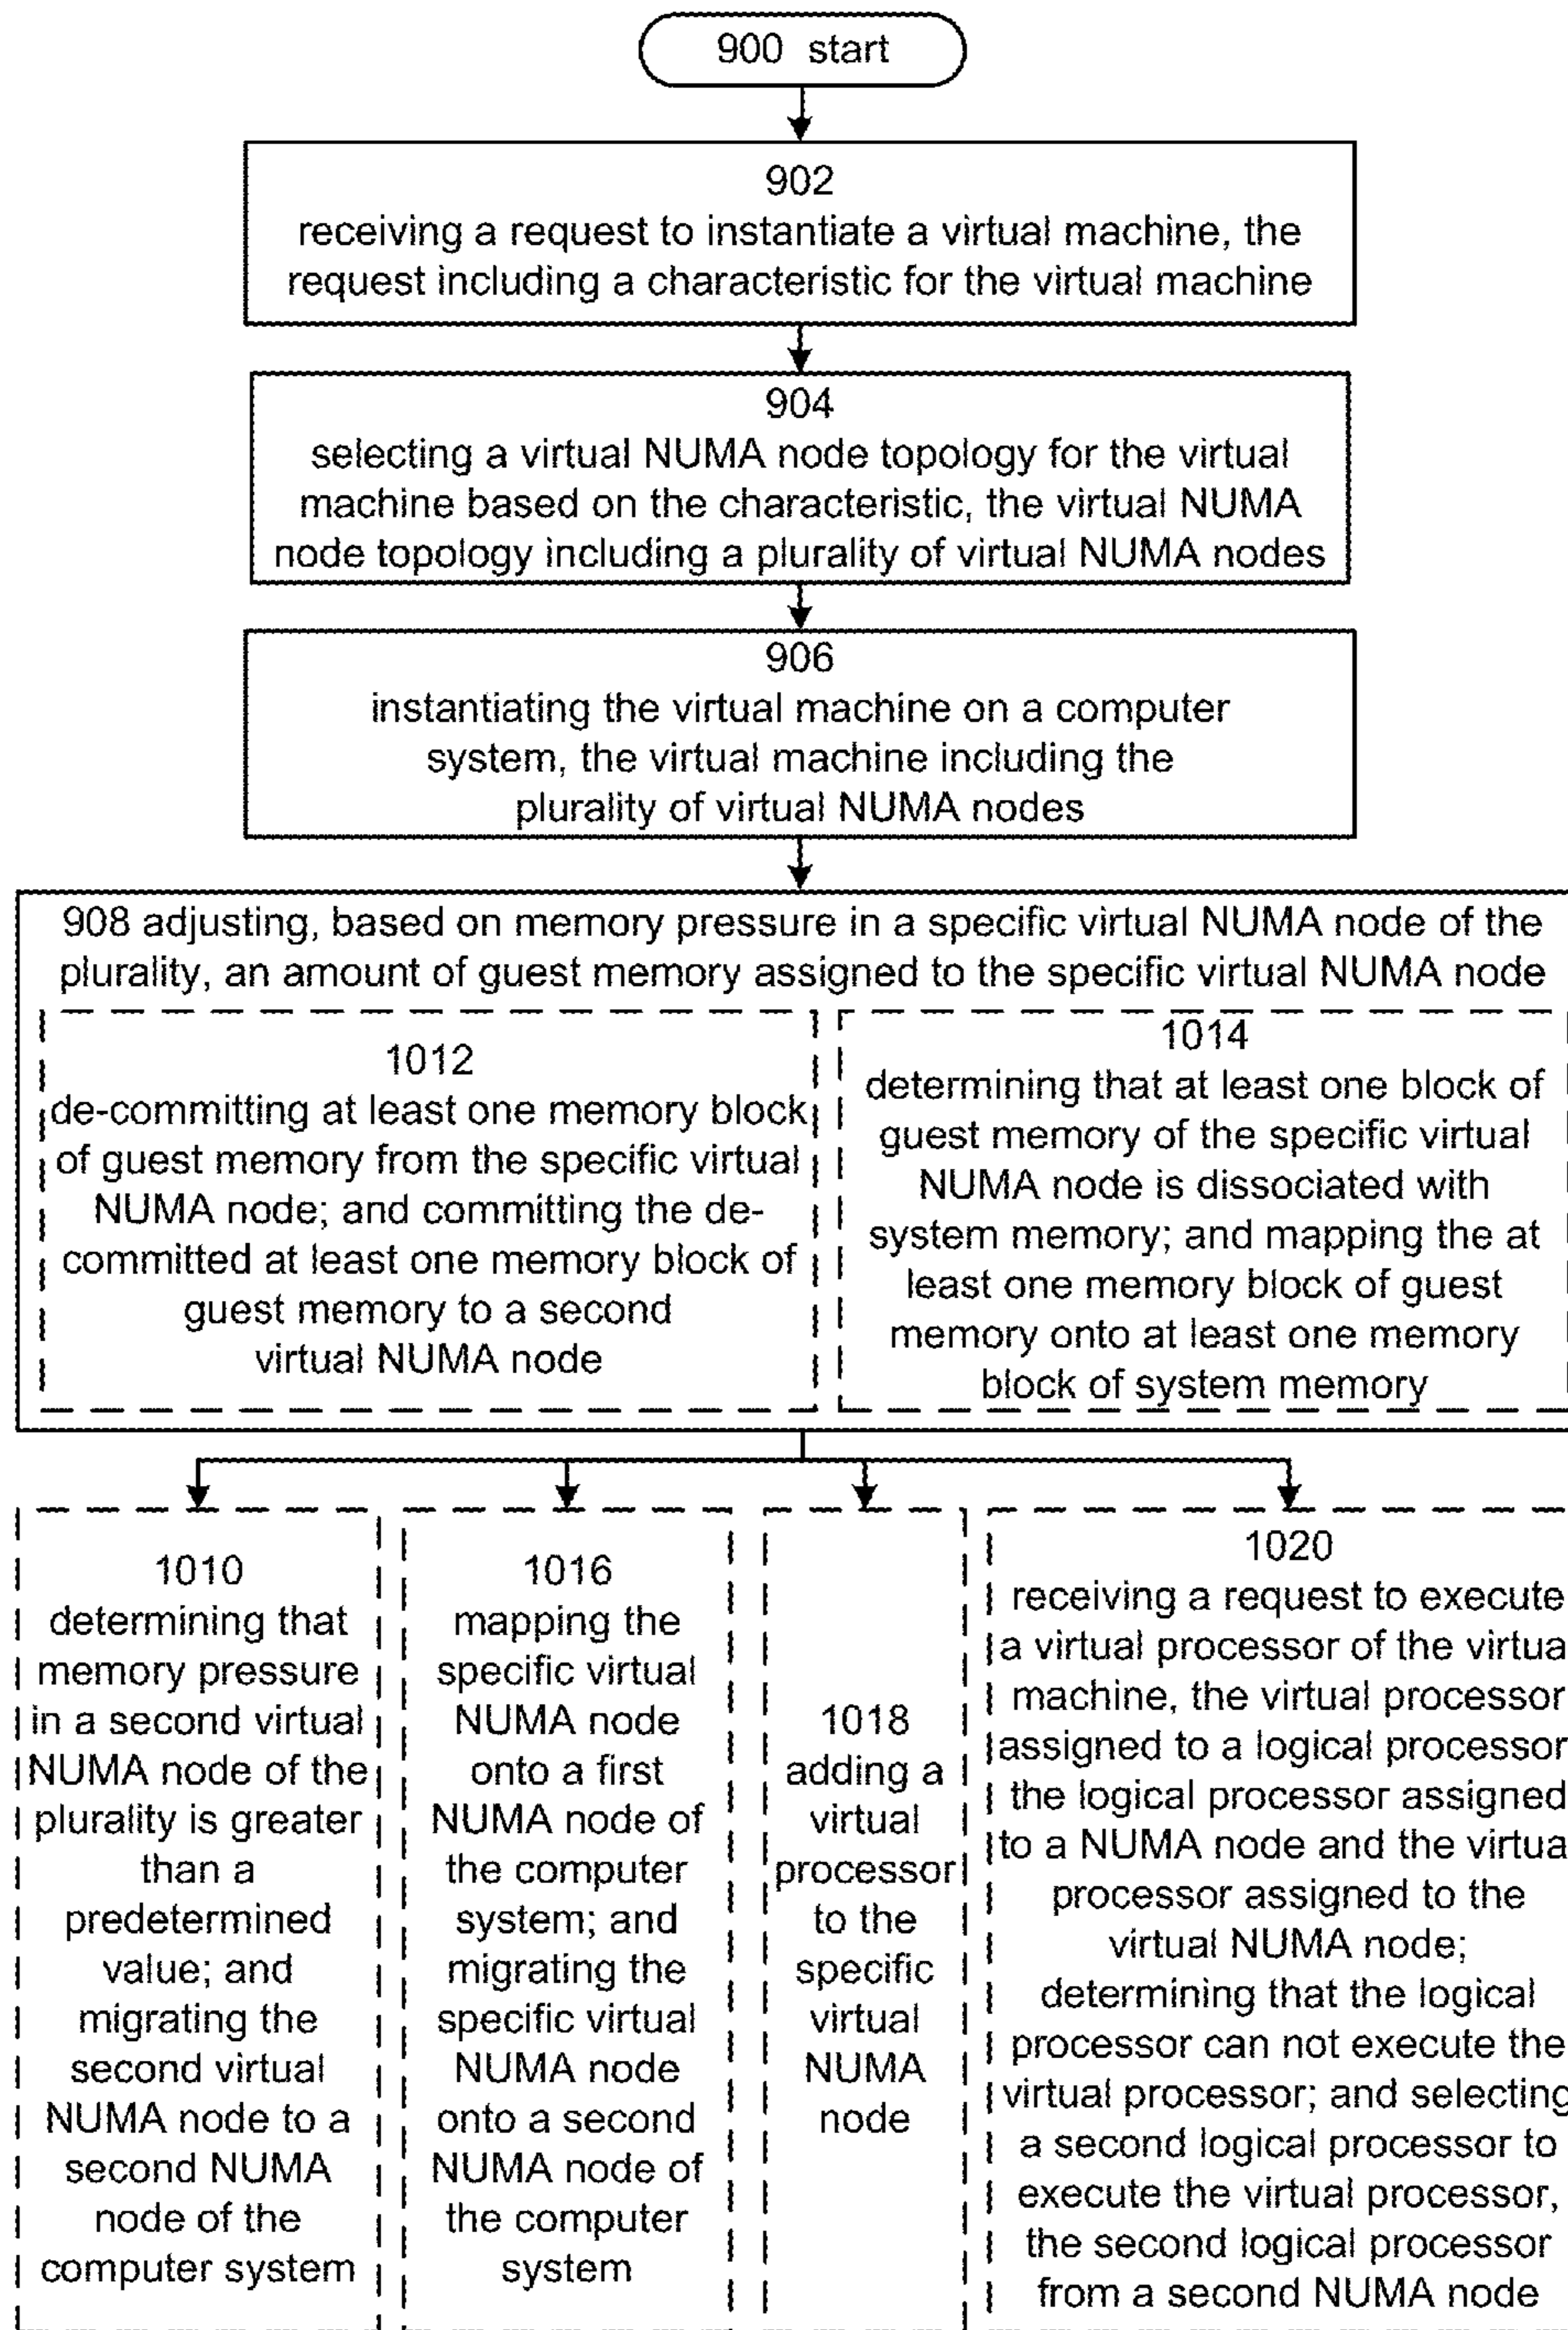 900 start
902
receiving a request to instantiate a virtual machine, the
request including a characteristic for the virtual machine
904
selecting a virtual NUMA node topology for the virtual
machine based on the characteristic, the virtual NUMA
node topology including a plurality of virtual NUMA nodes
906
instantiating the virtual machine on a computer
system, the virtual machine including the
plurality of virtual NUMA nodes
908 adjusting, based on memory pressure in a specific virtual NUMA node of the
plurality, an amount of guest memory assigned to the specific virtual NUMA node
1012
de-committing at least one memory block
of guest memory from the specific virtual
NUMA node; and committing the de-
committed at least one memory block of
guest memory to a second
virtual NUMA node
1014
determining that at least one block of
guest memory of the specific virtual
NUMA node is dissociated with
system memory; and mapping the at
least one memory block of guest
memory onto at least one memory
block of system memory
1010
determining that
memory pressure
in a second virtual
NUMA node of the
plurality is greater
than a
predetermined
value; and
migrating the
second virtual
NUMA node to a
second NUMA
node of the
computer system
1016
mapping the
specific virtual
NUMA node
onto a first
NUMA node of
the computer
system; and
migrating the
specific virtual
NUMA node
onto a second
NUMA node of
the computer
system
1018
adding a
virtual
processor
to the
specific
virtual
NUMA
node
1020
receiving a request to execute
a virtual processor of the virtua
machine, the virtual processor
assigned to a logical processor
the logical processor assigned
to a NUMA node and the virtua
processor assigned to the
virtual NUMA node;
determining that the logical
processor can not execute the
virtual processor; and selecting
a second logical processor to
execute the virtual processor,
the second logical processor
from a second NUMA node